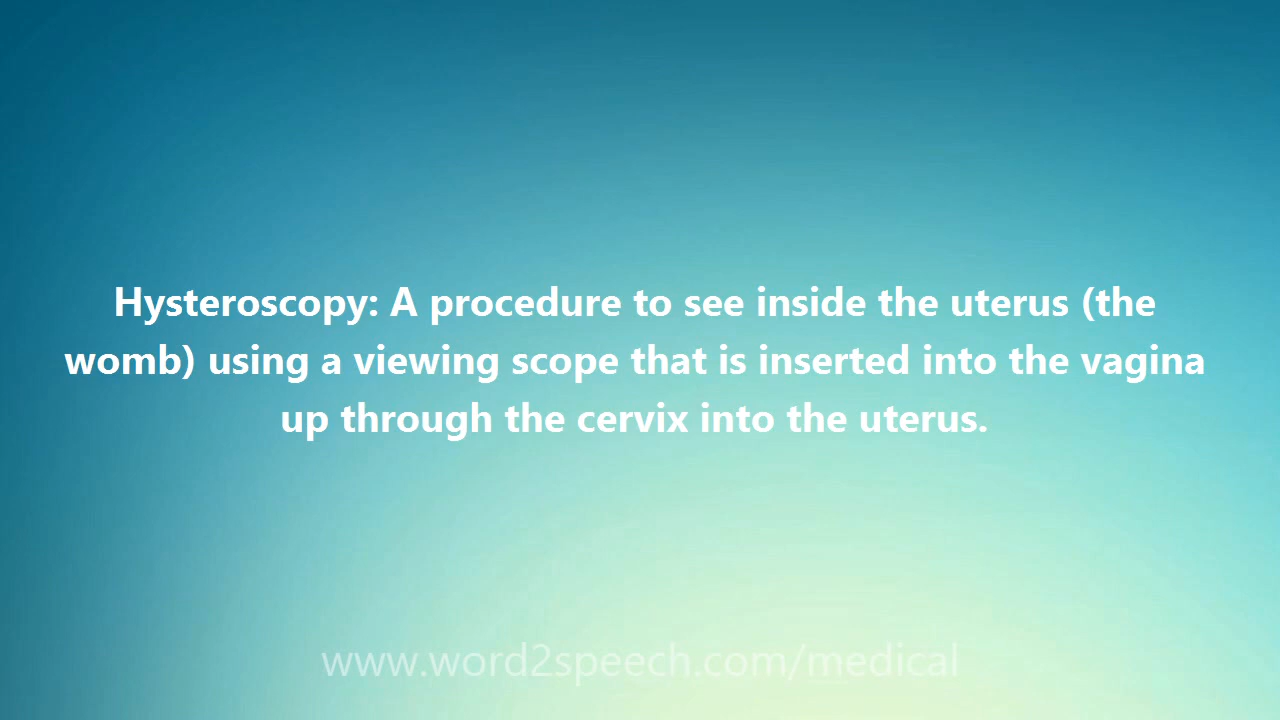 Hysteroscopy: A procedure to see inside the uterus (the
womb) using a viewing scope that is inserted into the vagina
up through the cervix into the uterus.
www.word2speech.com/medical